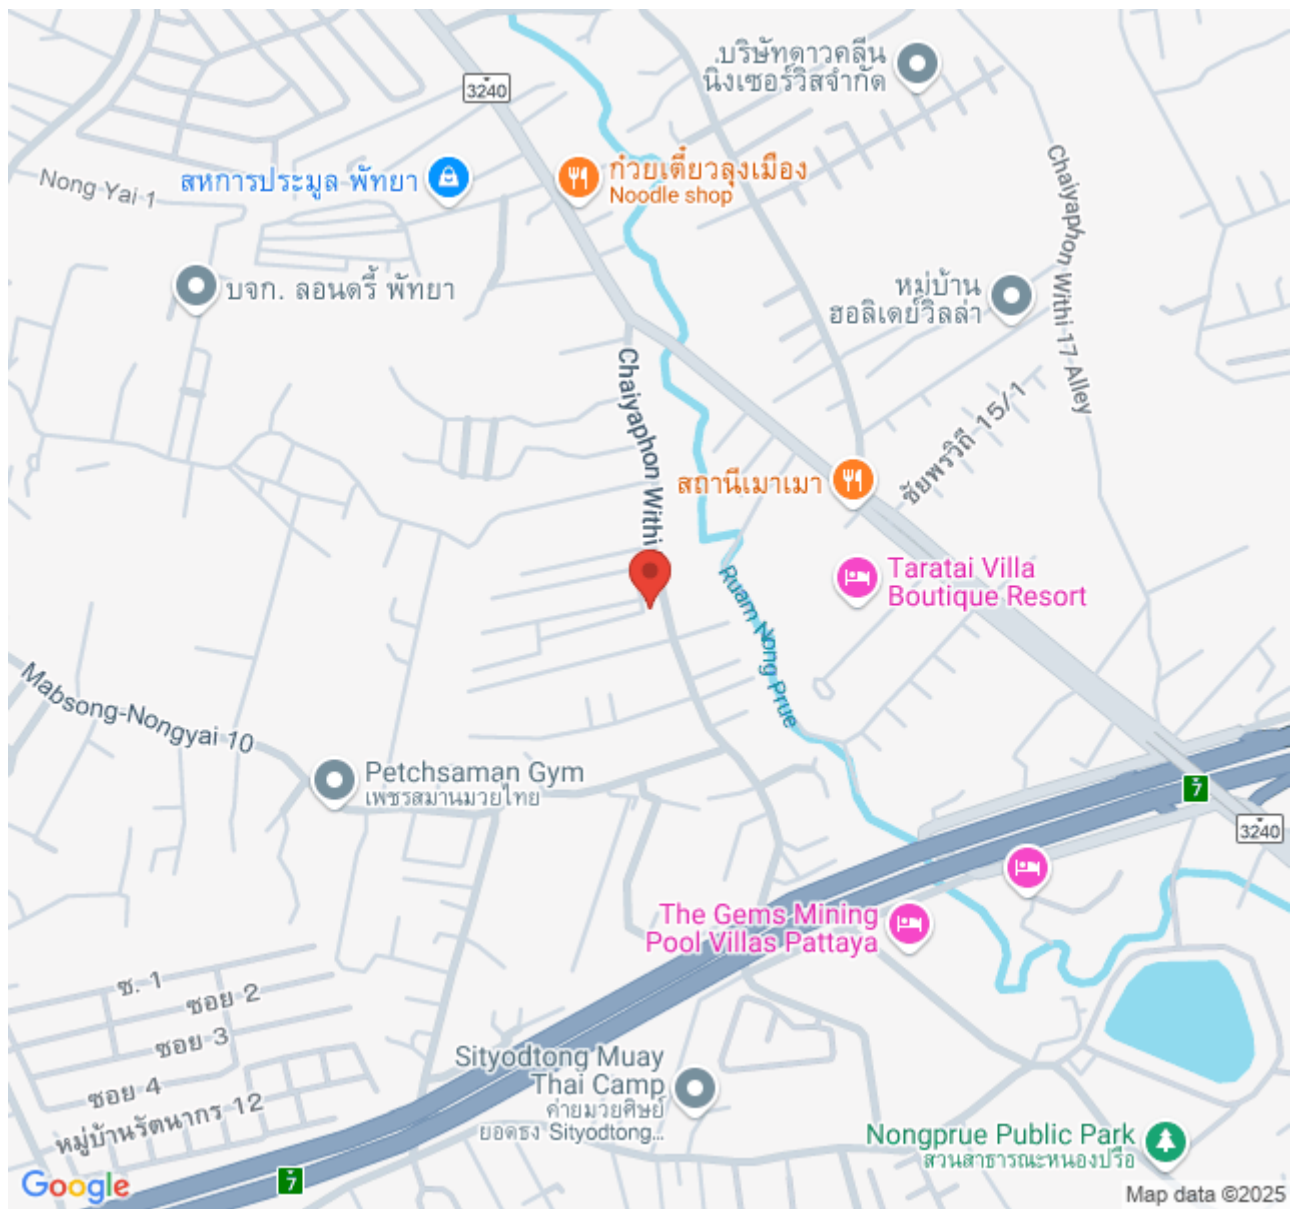 .บริษัทดาวคลีน
นิงเซอร์วิสจำกัด
3240
ก๋วยเตี๋ยวลุงเมือง
Noodle shop
สหการประมูล พัทยา
Nong Yai 1
Chaiyaphon Withi 17 Alley
บจก. ลอนดรี้ พัทยา
หมู่บ้าน
ฮอลิเดย์วิลล่า
Chaiyaphon Withi
ชัยพรวิถี 15/1
สถานีเมาเมา
Taratai Villa
Boutique Resort
Ruam Nong Prue
Mabsong-Nongyai 10
Petchsaman Gym
เพชรสมานมวยไทย
7
3240
The Gems Mining
Pool Villas Pattaya
ซ. 1
ซอย 2
ซอย 3
ซอย 4
หมู่บ้านรัตนากร 12
Sityodtong Muay
Thai Camp
ค่ายมวยศิษย์
ยอดธง Sityodtong...
Nongprue Public Park
สวนสาธารณะหนองปรือ
7
Google
Map data ©2025